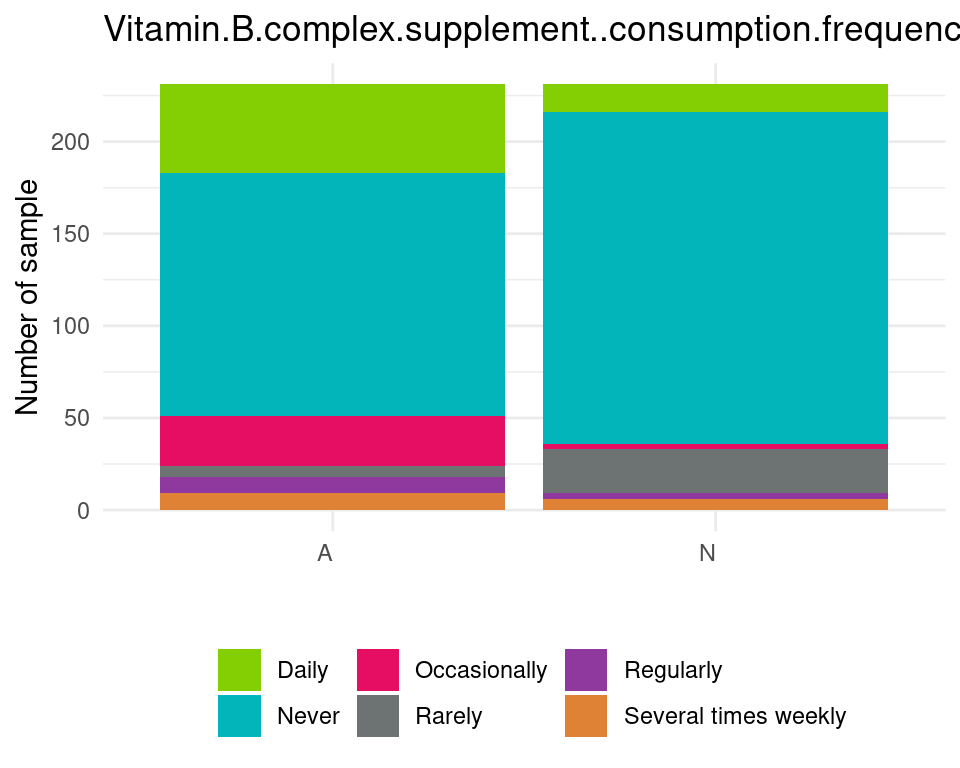 Vitamin.B.complex.supplement..consumption.frequenc
Number of sample
200
150
100
50
0
A
N
Daily
Occasionally
Regularly
Never
Rarely
Several times weekly